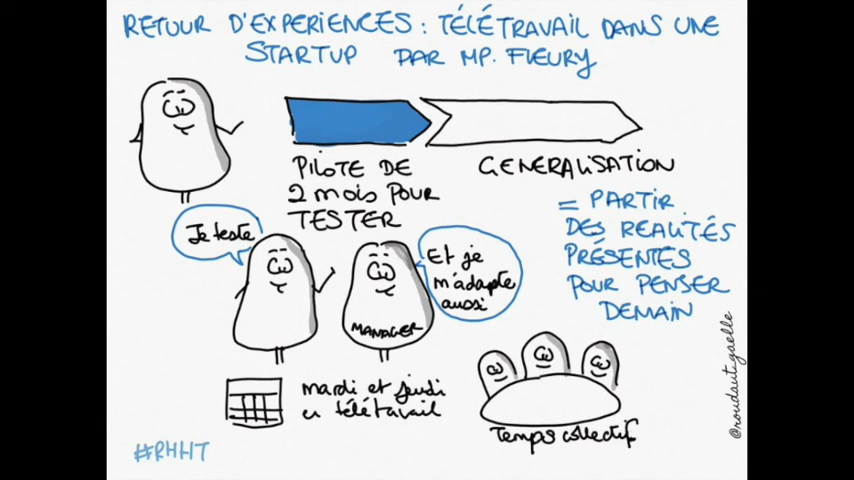 RETOUR D'EXPERIENCES : TÉLÉTRAVAIL DANS UNE
STARTUP PAR MP. FLEURY
PILOTE DE
2 MOIS POUR
TESTER
GENERALISATION
= PARTIR
DES REALITÉS
PRÉSENTES
POUR PENSER
DEMAIN
Je teste
Et je
m'adapte
aussi
MANAGER
mardi et jeudi
en télétravail
Temps collectif
#RHHT
@roudautgaelle